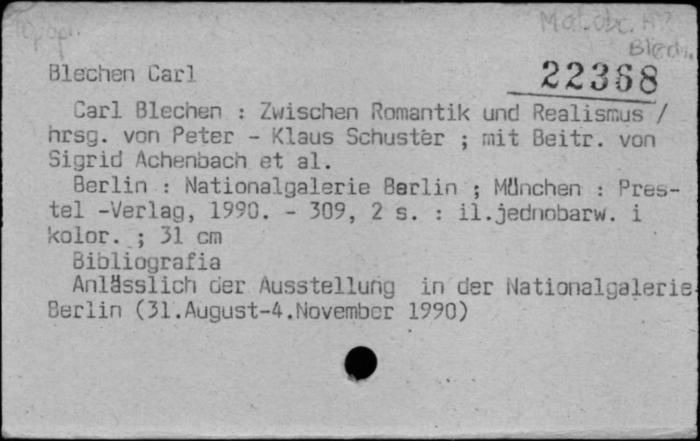 Blechen Carl
22368
Carl Blechen : Zwischen Romantik und Realismus /
hrsg. von Peter - Klaus Schuster ; mit Beitr. von
Sigrid Achenbach et al.
Berlin : Nationalgalerie Berlin ; München : Pres-
tel -Verlag, 1990. - 309, 2 s. : il.jednobarw. i
kolor. ; 31 cm
Bibliografia
Anlässlich der Ausstellung in der Nationalgalerie
Berlin (31.August-4.November 1990)